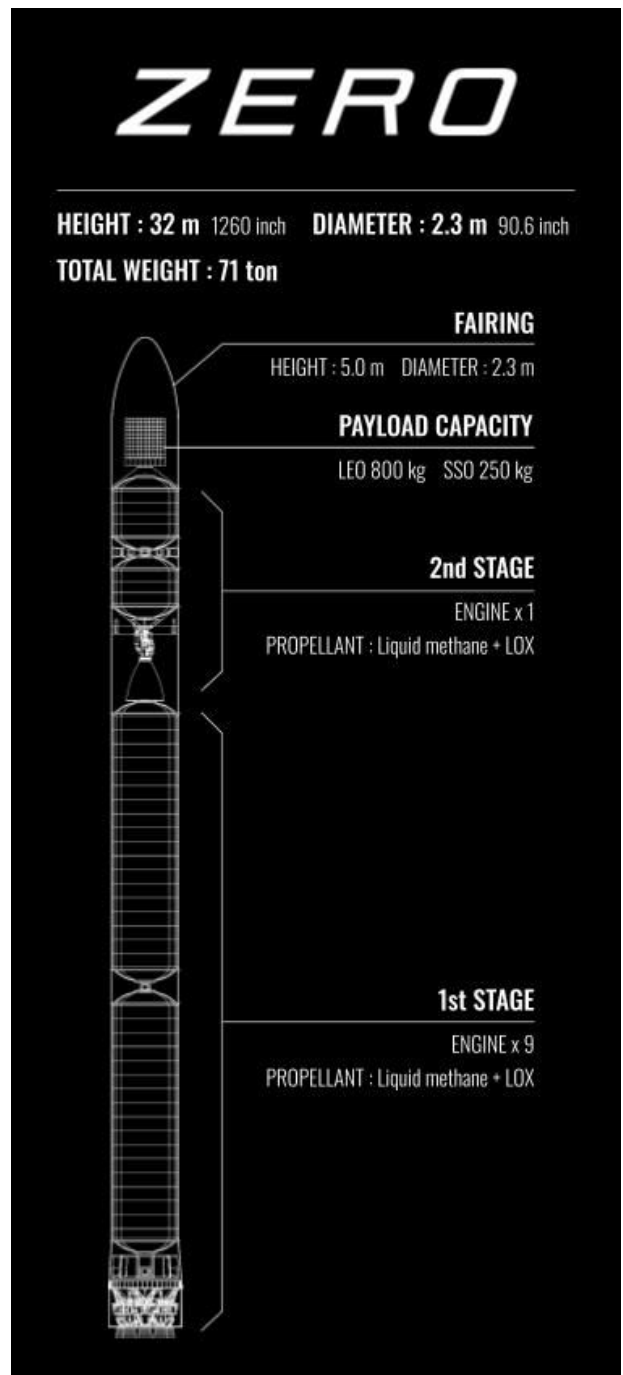 ZERO
HEIGHT : 32 m 1260 inch DIAMETER : 2.3 m 90.6 inch
TOTAL WEIGHT : 71 ton
FAIRING
HEIGHT : 5.0 m DIAMETER : 2.3 m
PAYLOAD CAPACITY
LEO 800 kg SSO 250 kg
2nd STAGE
ENGINE x 1
PROPELLANT : Liquid methane + LOX
1st STAGE
ENGINE x 9
PROPELLANT : Liquid methane + LOX